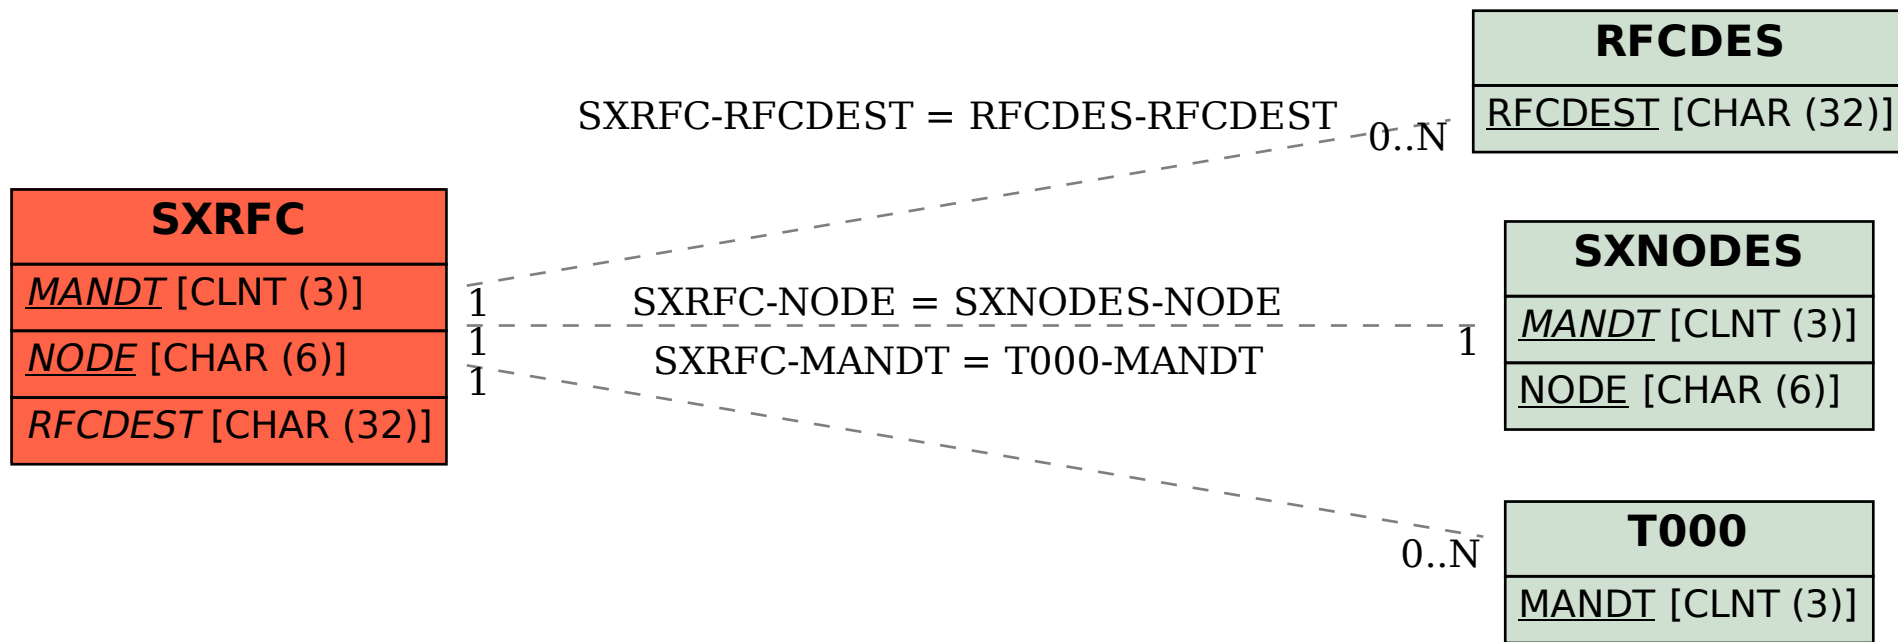 RFCDES
RFCDEST [CHAR (32)]
SXRFC-RFCDEST = RFCDES-RFCDEST
0..N
SXRFC
MANDT [CLNT (3)]
NODE [CHAR (6)]
RFCDEST [CHAR (32)]
1
1
1
SXRFC-NODE = SXNODES-NODE
SXRFC-MANDT = T000-MANDT
1
0..N
SXNODES
MANDT [CLNT (3)]
NODE [CHAR (6)]
T000
MANDT [CLNT (3)]